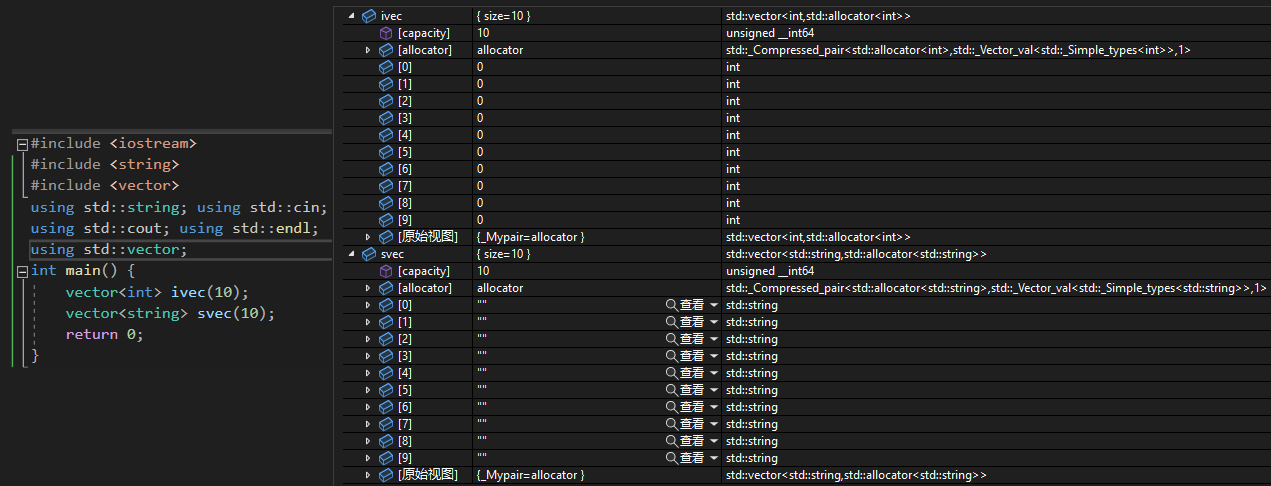 #include <iostream>
#include <string>
#include <vector>
using std::string; using std::cin;
using std::cout; using std::endl;
using std::vector;
int main() {
vector<int> ivec(10);
vector<string> svec(10);
return 0;
}
ivec { size=10 } std::vector<int,std::allocator<int>>
[capacity] 10 unsigned __int64
[allocator] allocator std::_Compressed_pair<std::allocator<int>,std::_Vector_val<std::_Simple_types<int>>,1>
[0] 0 int
[1] 0 int
[2] 0 int
[3] 0 int
[4] 0 int
[5] 0 int
[6] 0 int
[7] 0 int
[8] 0 int
[9] 0 int
[原始视图] {_Mypair=allocator } std::vector<int,std::allocator<int>>
svec { size=10 } std::vector<std::string,std::allocator<std::string>>
[capacity] 10 unsigned __int64
[allocator] allocator std::_Compressed_pair<std::allocator<std::string>,std::_Vector_val<std::_Simple_types<std::string>>,1>
[0] "" 查看 std::string
[1] "" 查看 std::string
[2] "" 查看 std::string
[3] "" 查看 std::string
[4] "" 查看 std::string
[5] "" 查看 std::string
[6] "" 查看 std::string
[7] "" 查看 std::string
[8] "" 查看 std::string
[9] "" 查看 std::string
[原始视图] {_Mypair=allocator } std::vector<std::string,std::allocator<std::string>>